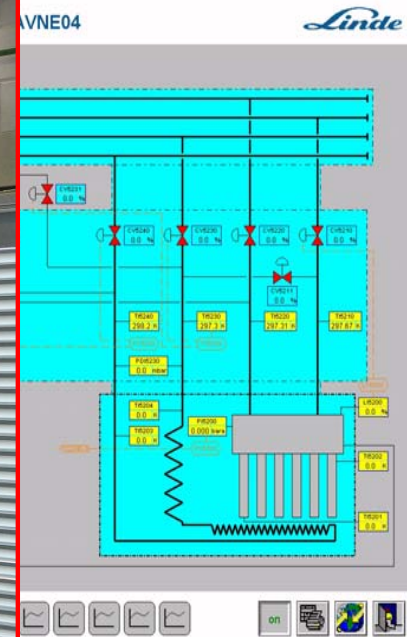 AVNE04
Linde
CV5231
0.0 %
CV5240
0.0 %
CV5230
0.0 %
CV5220
0.0 %
CV5210
0.0 %
CV5211
0.0 %
TI5240
298.2 K
TI5230
297.3 K
TI5220
297.31 K
TI5210
297.67 K
PDI5230
0.0 mbar
TI5204
0.0 K
TI5203
0.0 K
PI5200
0.000 bara
LI5200
0.0 %
TI5202
0.0 K
TI5201
0.0 K
on